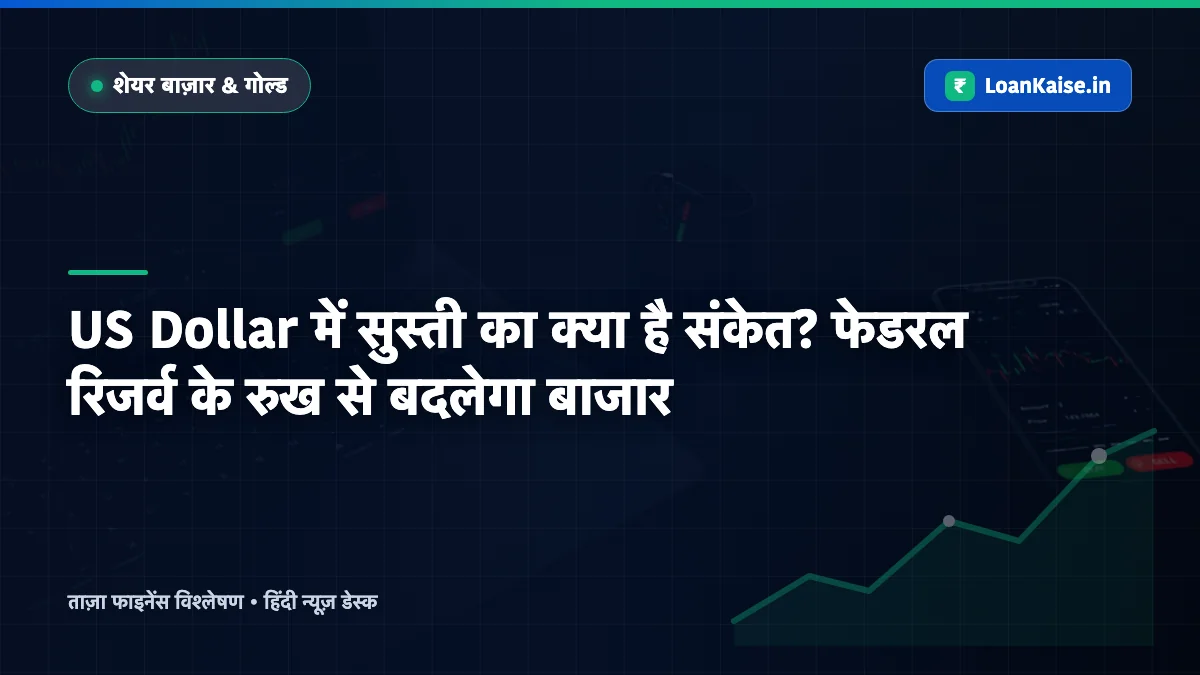 शेयर बाज़ार & गोल्ड
₹ LoanKaise.in
US Dollar में सुस्ती का क्या है संकेत? फेडरल
रिजर्व के रुख से बदलेगा बाजार
ताज़ा फाइनेंस विश्लेषण • हिंदी न्यूज़ डेस्क